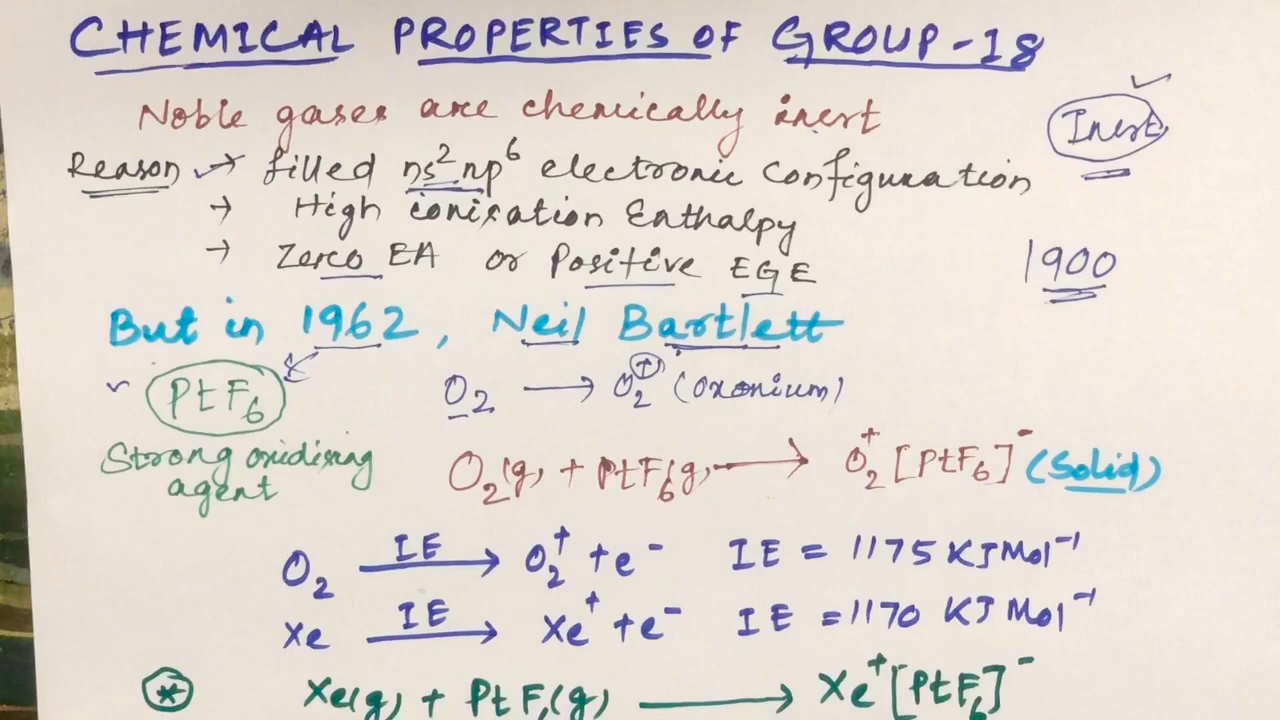 CHEMICAL PROPERTIES OF GROUP-18
Noble gases are chemically inert
Inert
Reason → filled ns² np⁶ electronic configuration
→ High ionisation Enthalpy
→ Zero EA or Positive EGE
1900
But in 1962, Neil Bartlett
PtF₆
O₂ → O₂⁺ (oxonium)
Strong oxidising agent
O₂(g) + PtF₆(g) → O₂⁺[PtF₆]⁻ (Solid)
O₂ IE → O₂⁺ + e⁻ IE = 1175 KJ Mol⁻¹
Xe IE → Xe⁺ + e⁻ IE = 1170 KJ Mol⁻¹
* Xe(g) + PtF₆(g) → Xe⁺[PtF₆]⁻